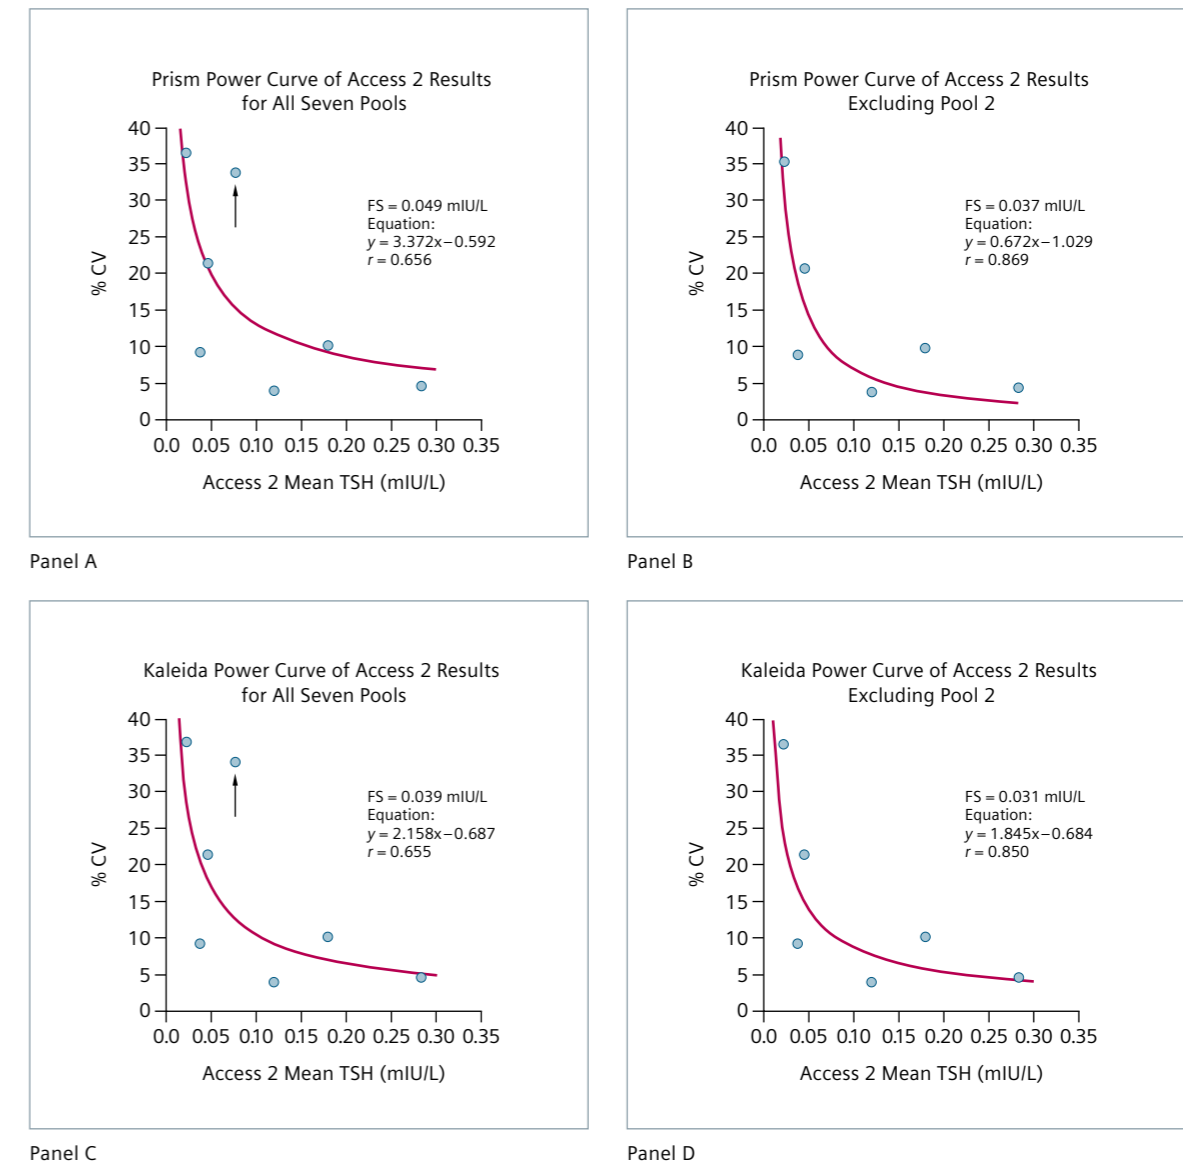 Prism Power Curve of Access 2 Results
for All Seven Pools
40
35
30
25
20
15
10
5
0
% CV
FS = 0.049 mIU/L
Equation:
y = 3.372x−0.592
r = 0.656
0.0 0.05 0.10 0.15 0.20 0.25 0.30 0.35
Access 2 Mean TSH (mIU/L)
Panel A
Prism Power Curve of Access 2 Results
Excluding Pool 2
40
35
30
25
20
15
10
5
0
% CV
FS = 0.037 mIU/L
Equation:
y = 0.672x−1.029
r = 0.869
0.0 0.05 0.10 0.15 0.20 0.25 0.30 0.35
Access 2 Mean TSH (mIU/L)
Panel B
Kaleida Power Curve of Access 2 Results
for All Seven Pools
40
35
30
25
20
15
10
5
0
% CV
FS = 0.039 mIU/L
Equation:
y = 2.158x−0.687
r = 0.655
0.0 0.05 0.10 0.15 0.20 0.25 0.30 0.35
Access 2 Mean TSH (mIU/L)
Panel C
Kaleida Power Curve of Access 2 Results
Excluding Pool 2
40
35
30
25
20
15
10
5
0
% CV
FS = 0.031 mIU/L
Equation:
y = 1.845x−0.684
r = 0.850
0.0 0.05 0.10 0.15 0.20 0.25 0.30 0.35
Access 2 Mean TSH (mIU/L)
Panel D